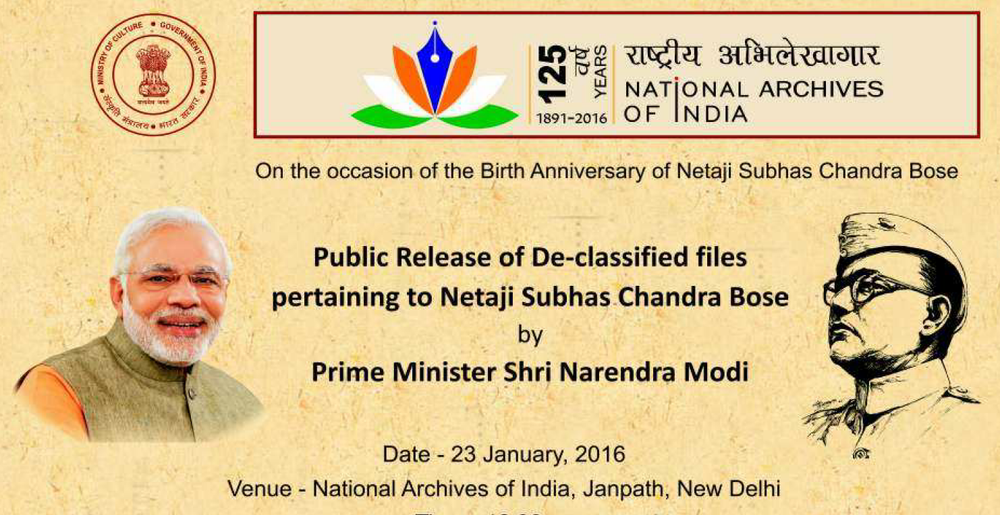 MINISTRY OF CULTURE • GOVERNMENT OF INDIA
संस्कृति मंत्रालय • भारत सरकार
सत्यमेव जयते
125 वर्ष YEARS
1891-2016
राष्ट्रीय अभिलेखागार
NATIONAL ARCHIVES
OF INDIA
On the occasion of the Birth Anniversary of Netaji Subhas Chandra Bose
Public Release of De-classified files
pertaining to Netaji Subhas Chandra Bose
by
Prime Minister Shri Narendra Modi
Date - 23 January, 2016
Venue - National Archives of India, Janpath, New Delhi